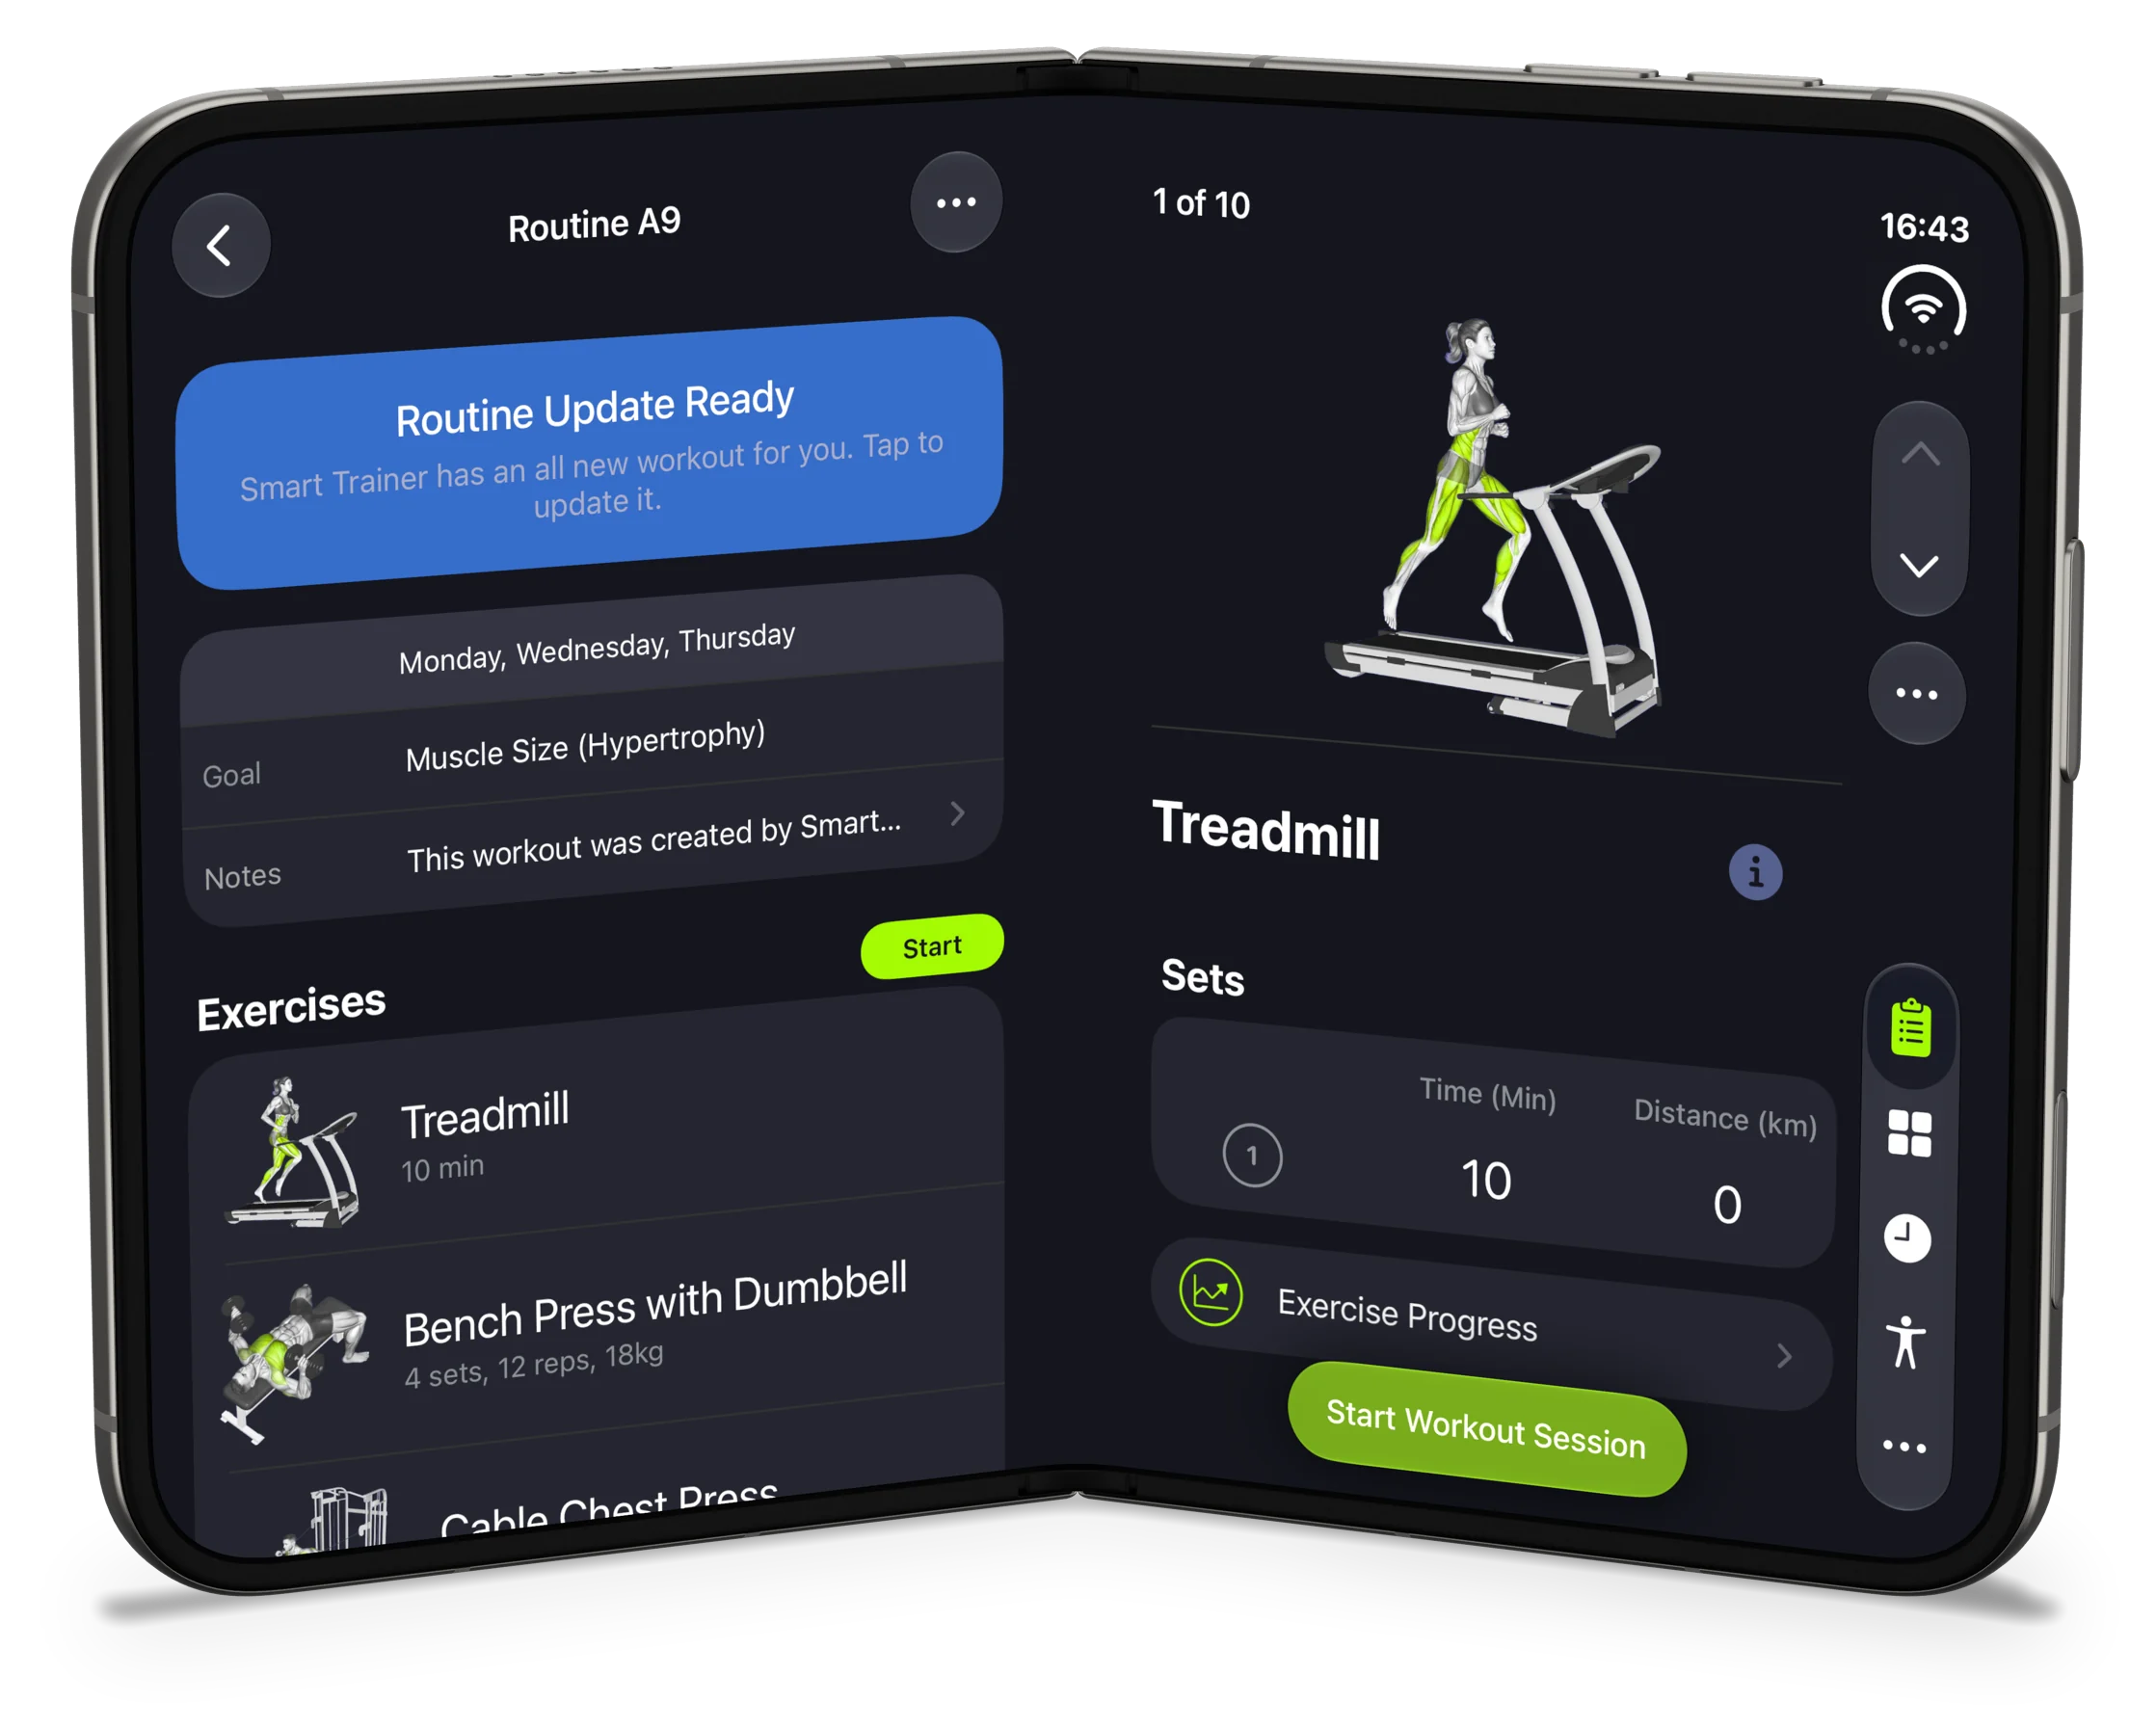 Routine A9
Routine Update Ready
Smart Trainer has an all new workout for you. Tap to
update it.
Monday, Wednesday, Thursday
Goal
Muscle Size (Hypertrophy)
Notes
This workout was created by Smart...
Start
Exercises
Treadmill
10 min
Bench Press with Dumbbell
4 sets, 12 reps, 18kg
Cable Chest Press
1 of 10
16:43
Treadmill
Sets
Time (Min)
Distance (km)
1
10
0
Exercise Progress
Start Workout Session